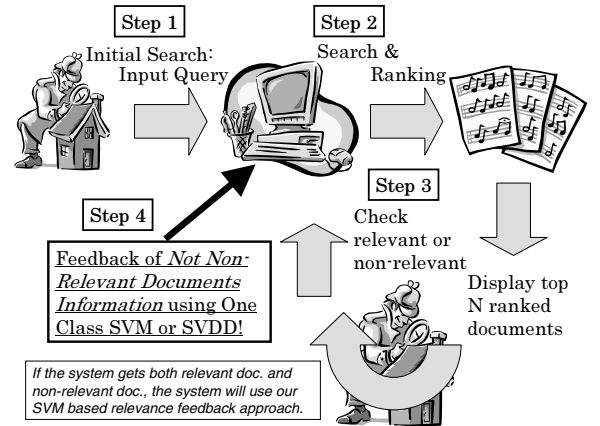 Step 1
Initial Search:
Input Query
Step 2
Search &
Ranking
Step 3
Check
relevant or
non-relevant
Display top
N ranked
documents
Step 4
Feedback of Not Non-
Relevant Documents
Information using One
Class SVM or SVDD!
If the system gets both relevant doc. and
non-relevant doc., the system will use our
SVM based relevance feedback approach.